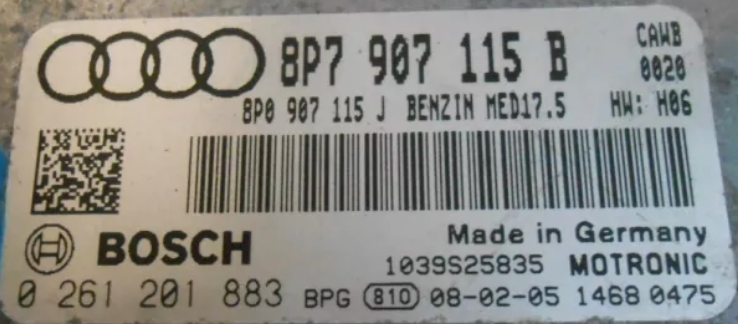 8P7 907 115 B CAWB
0020
8P0 907 115 J BENZIN MED17.5 HW: H06
BOSCH Made in Germany
1039S25835 MOTRONIC
0 261 201 883 BPG 810 08-02-05 1468 0475